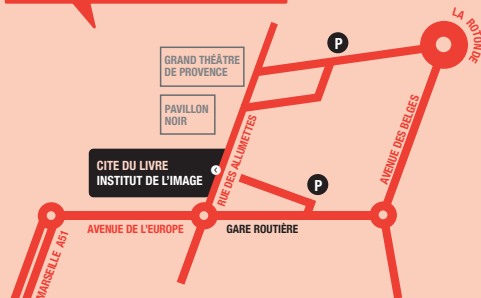 LA ROTONDE
P
GRAND THÉÂTRE
DE PROVENCE
PAVILLON
NOIR
RUE DES ALLUMETTES
AVENUE DES BELGES
CITE DU LIVRE
INSTITUT DE L'IMAGE
P
AVENUE DE L'EUROPE
GARE ROUTIÈRE
MARSEILLE A51